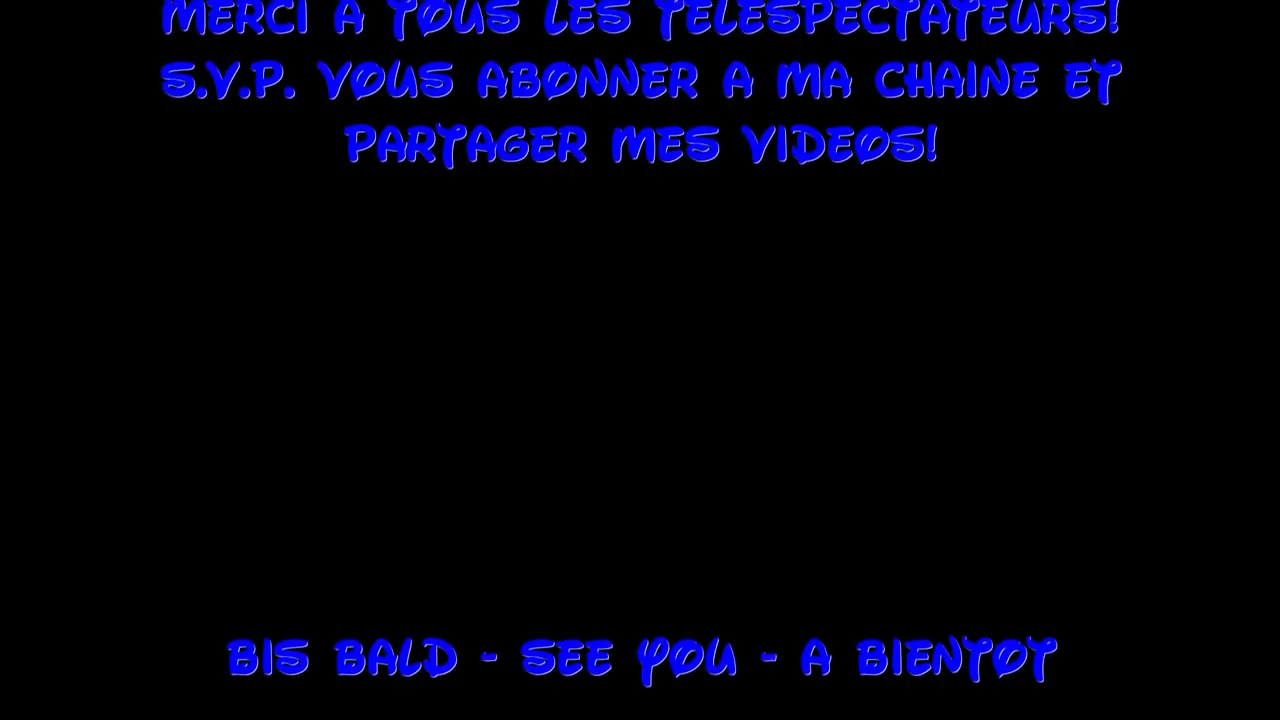 MERCI A TOUS LES TELESPECTATEURS!
S.V.P. VOUS ABONNER A MA CHAINE ET
PARTAGER MES VIDEOS!
BIS BALD - SEE YOU - A BIENTOT